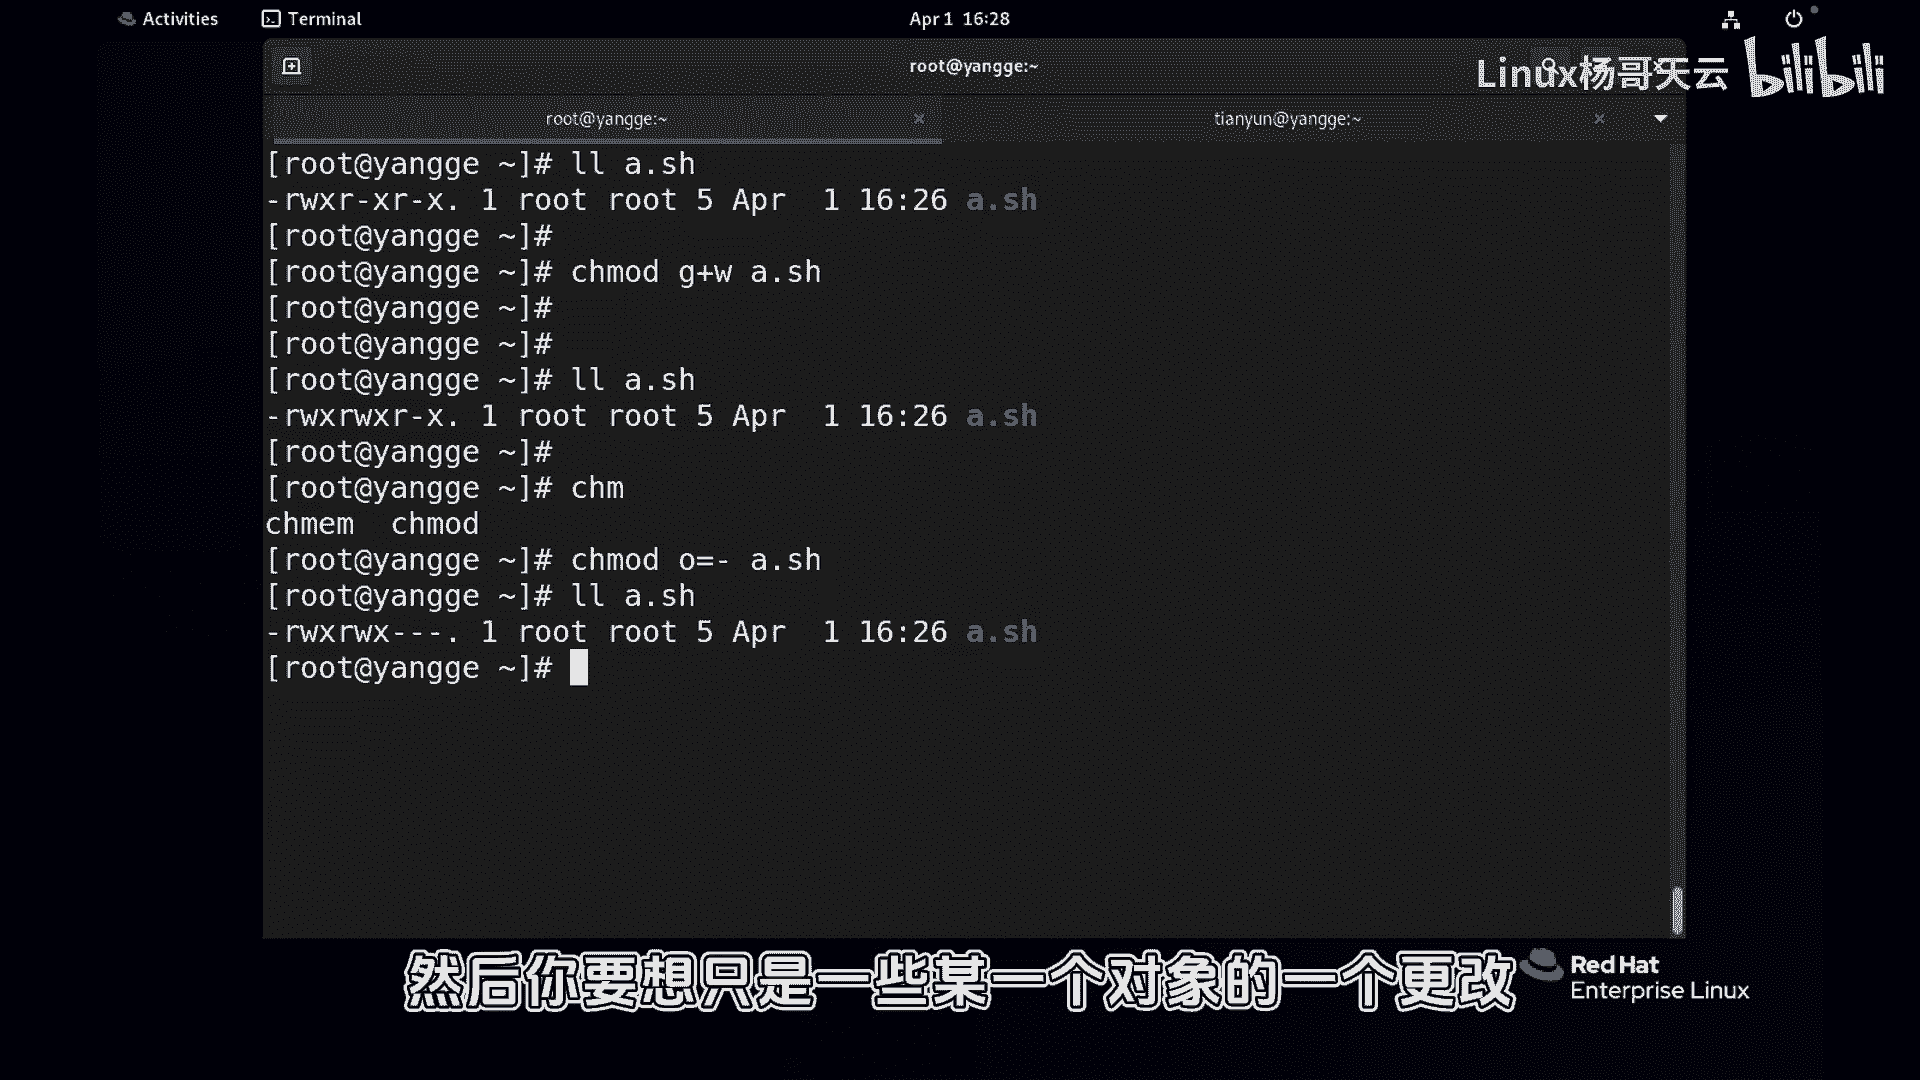 Activities
Terminal
Apr 1 16:28
root@yangge:~
Linux杨哥天云
bilibili
root@yangge:~
tianyun@yangge:~
[root@yangge ~]# ll a.sh
-rwxr-xr-x. 1 root root 5 Apr  1 16:26 a.sh
[root@yangge ~]#
[root@yangge ~]# chmod g+w a.sh
[root@yangge ~]#
[root@yangge ~]#
[root@yangge ~]# ll a.sh
-rwxrwxr-x. 1 root root 5 Apr  1 16:26 a.sh
[root@yangge ~]#
[root@yangge ~]# chm
chmem  chmod
[root@yangge ~]# chmod o=- a.sh
[root@yangge ~]# ll a.sh
-rwxrwx---. 1 root root 5 Apr  1 16:26 a.sh
[root@yangge ~]#
然后你要想只是一些某一个对象的一个更改
Red Hat
Enterprise Linux